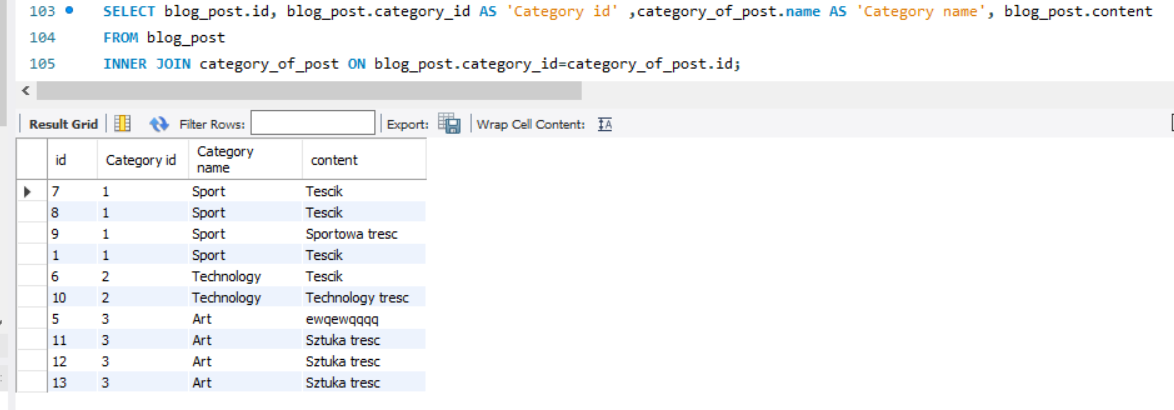 103 SELECT blog_post.id, blog_post.category_id AS 'Category id' ,category_of_post.name AS 'Category name', blog_post.content
104 FROM blog_post
105 INNER JOIN category_of_post ON blog_post.category_id=category_of_post.id;
Result Grid Filter Rows: Export: Wrap Cell Content:
id Category id Category name content
7 1 Sport Tescik
8 1 Sport Tescik
9 1 Sport Sportowa tresc
1 1 Sport Tescik
6 2 Technology Tescik
10 2 Technology Technology tresc
5 3 Art ewqewqqqq
11 3 Art Sztuka tresc
12 3 Art Sztuka tresc
13 3 Art Sztuka tresc